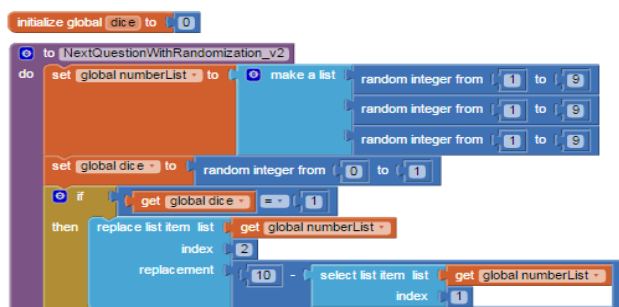 initialize global dice to 0
to NextQuestionWithRandomization_v2
do set global numberList to make a list random integer from 1 to 9
random integer from 1 to 9
random integer from 1 to 9
set global dice to random integer from 0 to 1
if get global dice = 1
then replace list item list get global numberList
index 2
replacement 10 - select list item list get global numberList
index 1